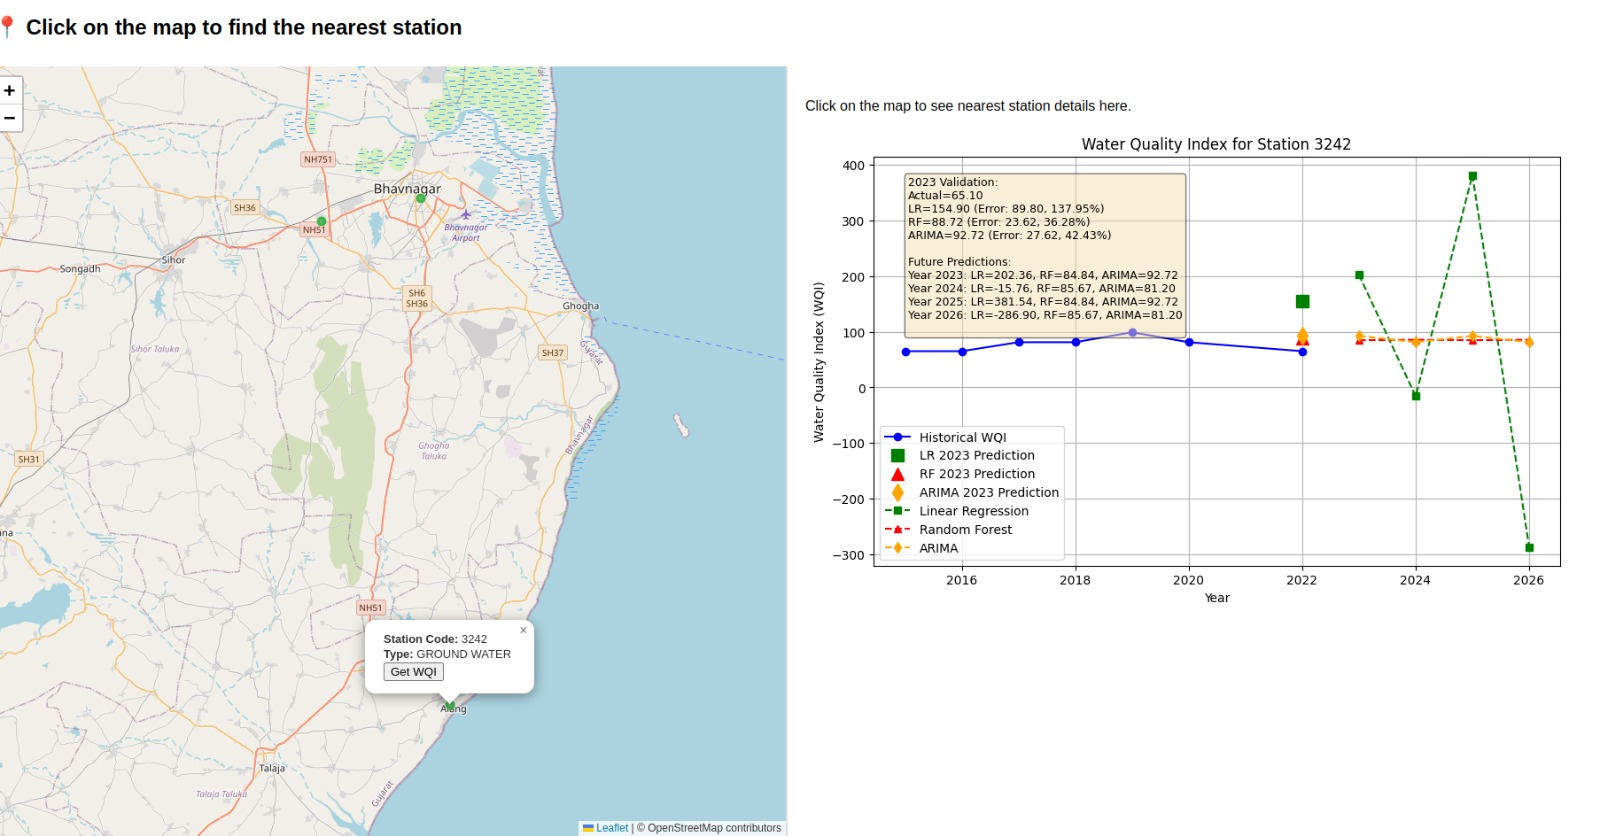 📍 Click on the map to find the nearest station
+
−
NH751
Bhavnagar
SH36
NH51
Bhavnagar
Airport
Sihor
Songadh
SH6
SH36
Ghogha
SH37
Gujarat
Sihor Taluka
Bhavnagar
Ghogha
Taluka
SH31
na
NH51
Station Code: 3242
×
Type: GROUND WATER
Get WQI
Alang
Talaja
Talaja Taluka
Gujarat
Leaflet | © OpenStreetMap contributors
Click on the map to see nearest station details here.
Water Quality Index for Station 3242
Water Quality Index (WQI)
400
300
200
100
0
−100
−200
−300
2023 Validation:
Actual=65.10
LR=154.90 (Error: 89.80, 137.95%)
RF=88.72 (Error: 23.62, 36.28%)
ARIMA=92.72 (Error: 27.62, 42.43%)
Future Predictions:
Year 2023: LR=202.36, RF=84.84, ARIMA=92.72
Year 2024: LR=-15.76, RF=85.67, ARIMA=81.20
Year 2025: LR=381.54, RF=84.84, ARIMA=92.72
Year 2026: LR=-286.90, RF=85.67, ARIMA=81.20
Historical WQI
LR 2023 Prediction
RF 2023 Prediction
ARIMA 2023 Prediction
Linear Regression
Random Forest
ARIMA
2016 2018 2020 2022 2024 2026
Year